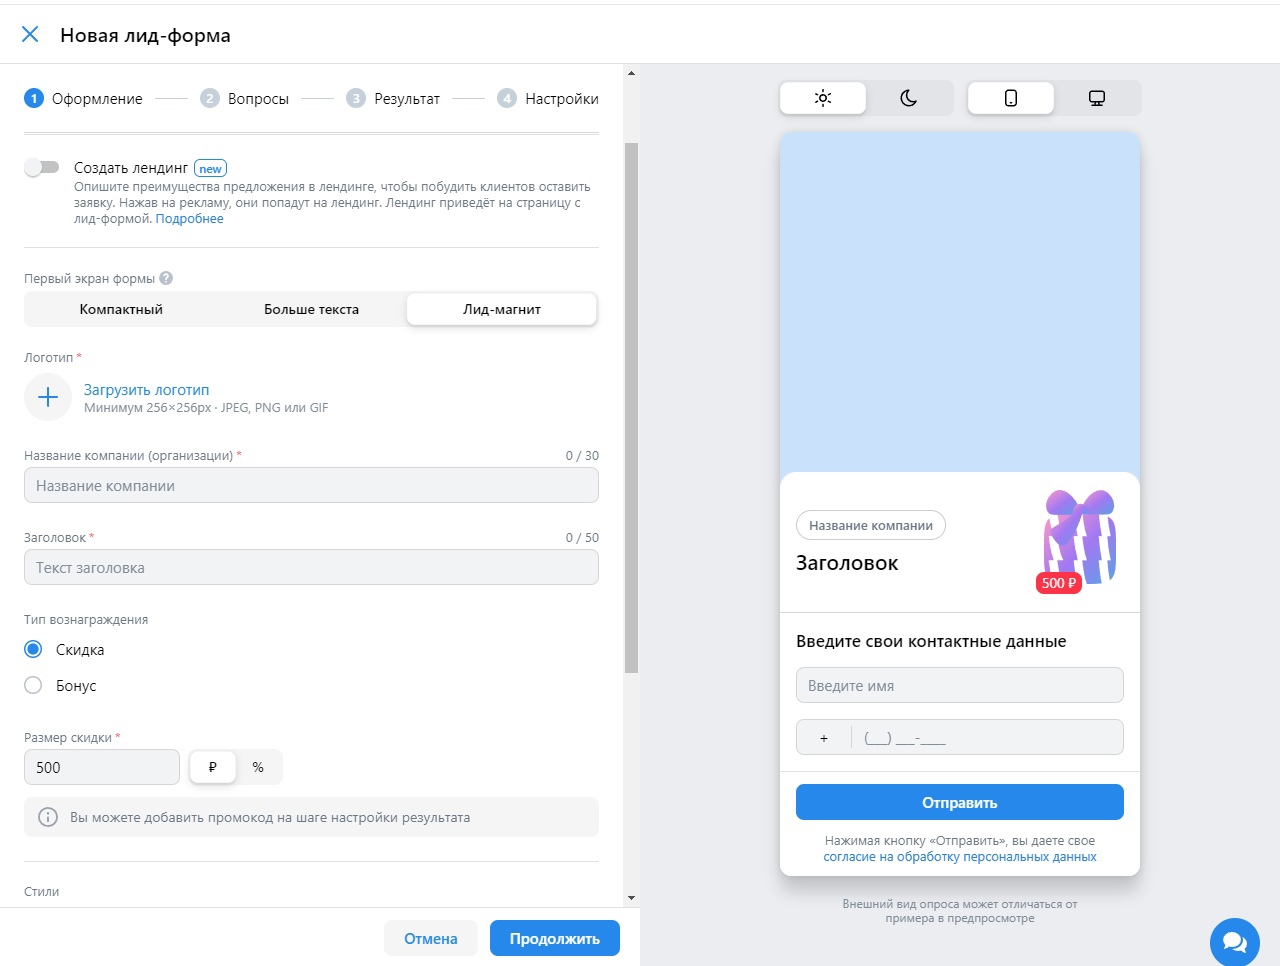 Новая лид-форма
1 Оформление 2 Вопросы 3 Результат 4 Настройки
Создать лендинг new
Опишите преимущества предложения в лендинге, чтобы побудить клиентов оставить
заявку. Нажав на рекламу, они попадут на лендинг. Лендинг приведёт на страницу с
лид-формой. Подробнее
Первый экран формы ?
Компактный Больше текста Лид-магнит
Логотип *
Загрузить логотип
Минимум 256×256px · JPEG, PNG или GIF
Название компании (организации) * 0 / 30
Название компании
Заголовок * 0 / 50
Текст заголовка
Тип вознаграждения
Скидка
Бонус
Размер скидки *
500 ₽ %
Вы можете добавить промокод на шаге настройки результата
Стили
Отмена Продолжить
Название компании
Заголовок
500 ₽
Введите свои контактные данные
Введите имя
+ (___) ___-____
Отправить
Нажимая кнопку «Отправить», вы даете свое
согласие на обработку персональных данных
Внешний вид опроса может отличаться от
примера в предпросмотре